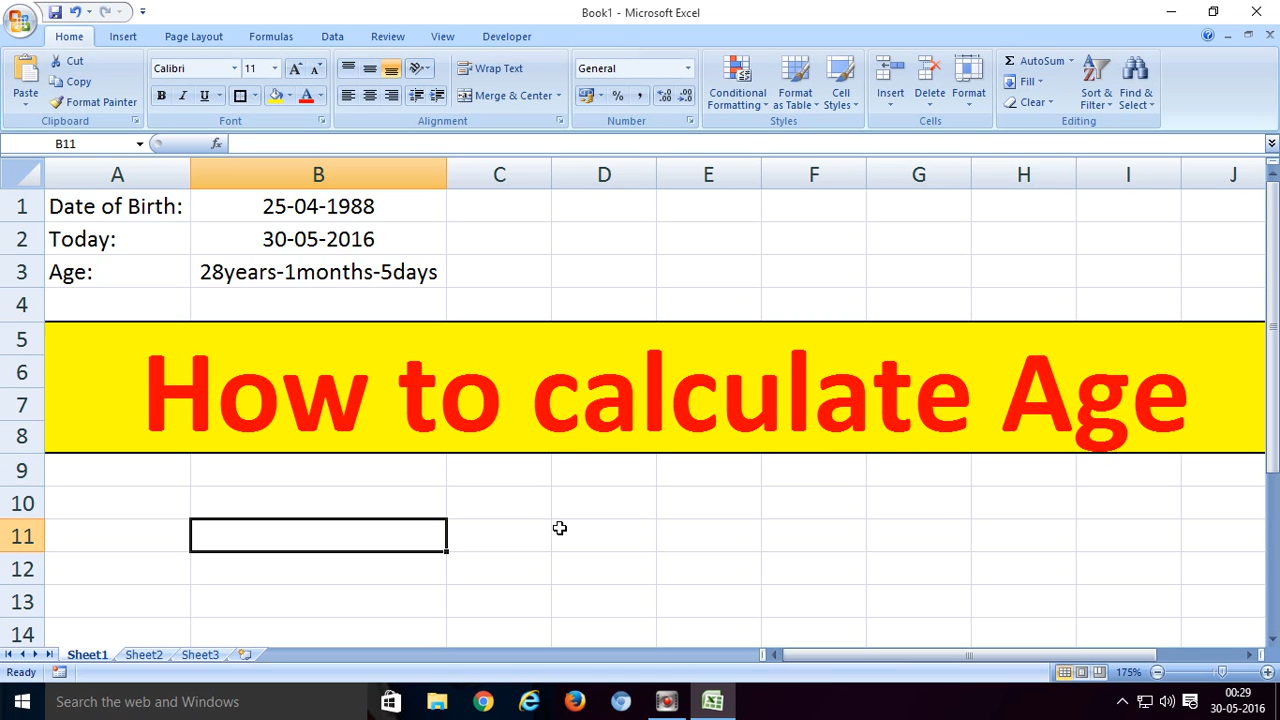 Book1 - Microsoft Excel
Home Insert Page Layout Formulas Data Review View Developer
Paste
Cut
Copy
Format Painter
Clipboard
Calibri 11
B I U
Font
Wrap Text
Merge & Center
Alignment
General
Number
Conditional Formatting
Format as Table
Cell Styles
Styles
Insert Delete Format
Cells
AutoSum
Fill
Clear
Sort & Filter
Find & Select
Editing
B11 fx
A B C D E F G H I J
1 Date of Birth: 25-04-1988
2 Today: 30-05-2016
3 Age: 28years-1months-5days
4
5
6
7
8
How to calculate Age
9
10
11
12
13
14
Sheet1 Sheet2 Sheet3
Ready 175%
Search the web and Windows
00:29
30-05-2016